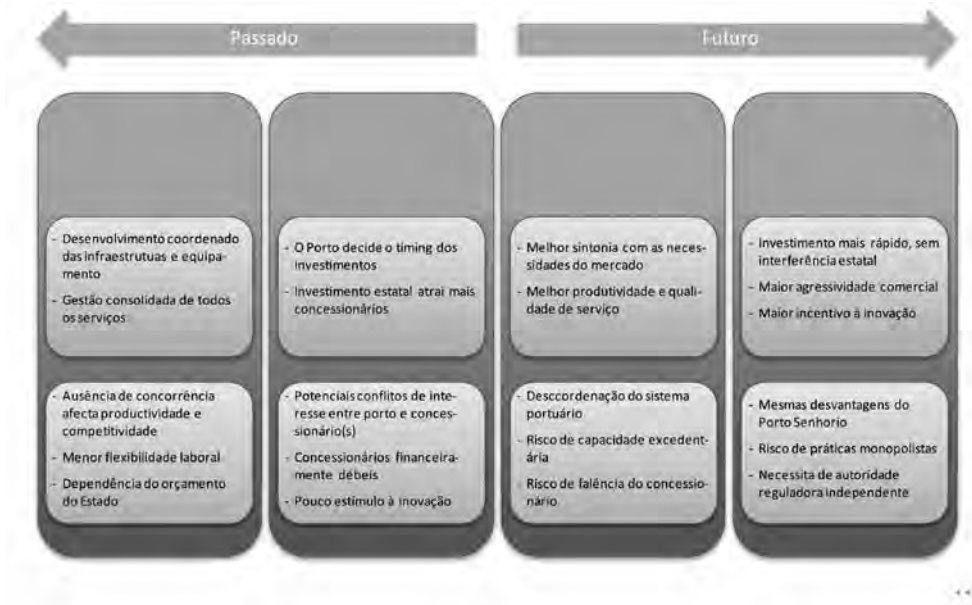 Passado
Futuro
- Desenvolvimento coordenado
das infraestrutuas e equipa-
mento
- Gestão consolidada de todos
os serviços
- O Porto decide o timing dos
investimentos
- Investimento estatal atrai mais
concessionários
- Melhor sintonia com as neces-
sidades do mercado
- Melhor produtividade e quali-
dade de serviço
- Investimento mais rápido, sem
interferência estatal
- Maior agressividade comercial
- Maior incentivo à inovação
- Ausência de concorrência
afecta productividade e
competitividade
- Menor flexibilidade laboral
- Dependência do orçamento
do Estado
- Potenciais conflitos de inte-
resse entre porto e conces-
sionário(s)
- Concessionários financeira-
mente débeis
- Pouco estímulo à inovação
- Desccordenação do sistema
portuário
- Risco de capacidade excedent-
ária
- Risco de falência do concessio-
nário
- Mesmas desvantagens do
Porto Senhorio
- Risco de práticas monopolistas
- Necessita de autoridade
reguladora independente